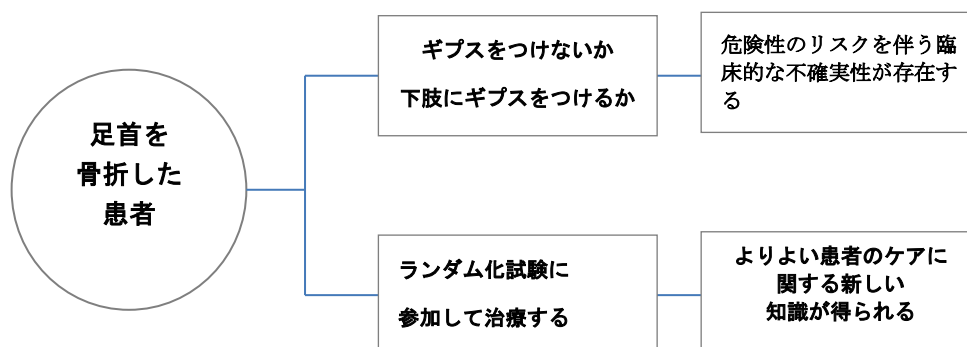 足首を
骨折した
患者
ギプスをつけないか
下肢にギプスをつけるか
危険性のリスクを伴う臨
床的な不確実性が存在す
る
ランダム化試験に
参加して治療する
よりよい患者のケアに
関する新しい
知識が得られる